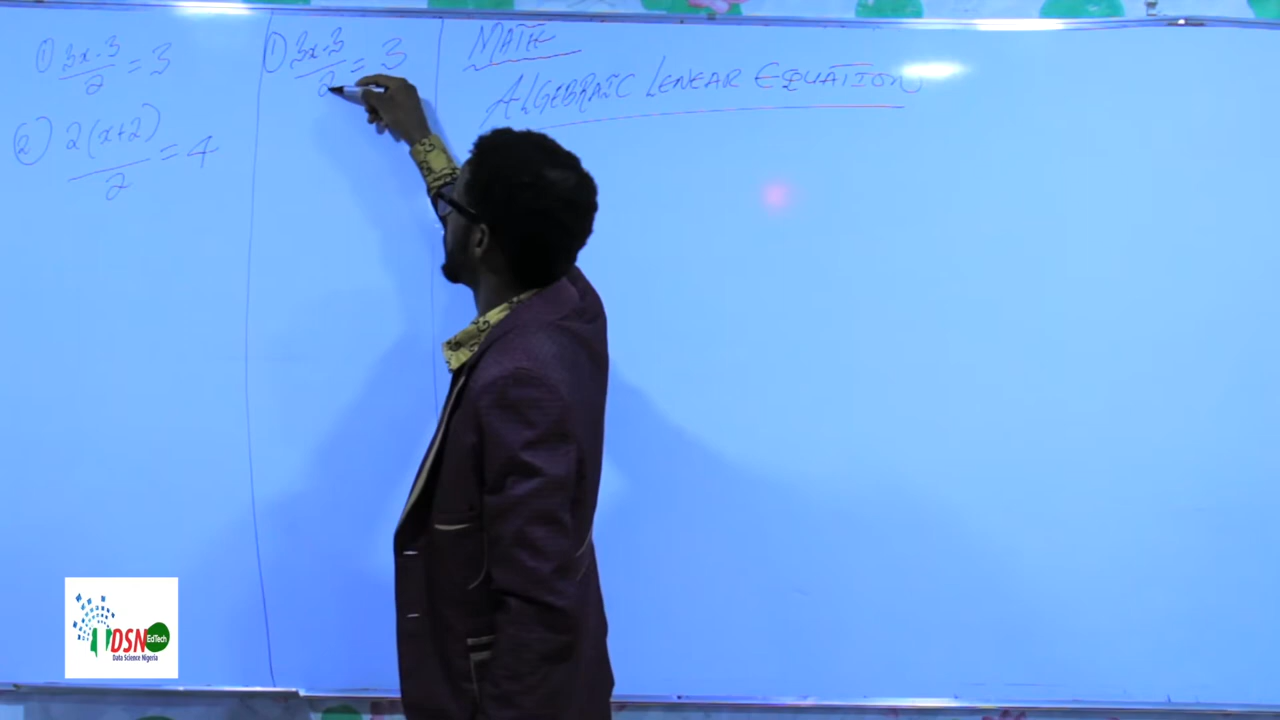 ① 3x-3/2 = 3
② 2(x+2)/2 = 4
① 3x-3/2 = 3
MATH
ALGEBRAIC LENEAR EQUATION
DSN EdTech
Data Science Nigeria